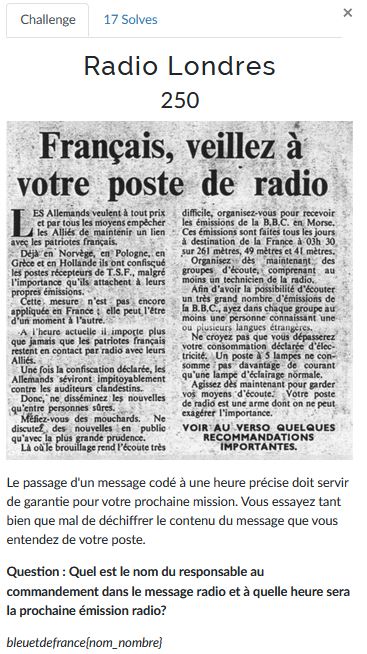 Challenge
17 Solves
×
Radio Londres
250
Français, veillez à
votre poste de radio
LES Allemands veulent à tout prix
et par tous les moyens empêcher
les Alliés de maintenir un lien
avec les patriotes français.
Déjà en Norvège, en Pologne, en
Grèce et en Hollande ils ont confisqué
les postes récepteurs de T.S.F., malgré
l'importance qu'ils attachent à leurs
propres émissions.
Cette mesure n'est pas encore
appliquée en France ; elle peut l'être
d'un moment à l'autre.
A l'heure actuelle il importe plus
que jamais que les patriotes français
restent en contact par radio avec leurs
Alliés.
Une fois la confiscation déclarée, les
Allemands séviront impitoyablement
contre les auditeurs clandestins.
Donc, ne disséminez les nouvelles
qu'entre personnes sûres.
Méfiez-vous des mouchards. Ne
discutez des nouvelles en public
qu'avec la plus grande prudence.
Là où le brouillage rend l'écoute très
difficile, organisez-vous pour recevoir
les émissions de la B.B.C. en Morse.
Ces émissions sont faites tous les jours
à destination de la France à 03h 30
sur 261 mètres, 49 mètres et 41 mètres.
Organisez dès maintenant des
groupes d'écoute, comprenant au
moins un technicien de la radio.
Afin d'avoir la possibilité d'écouter
un très grand nombre d'émissions de
la B.B.C., ayez dans chaque groupe au
moins une personne connaissant une
ou plusieurs langues étrangères.
Ne croyez pas que vous dépasserez
votre consommation déclarée d'élec-
tricité. Un poste à 5 lampes ne con-
somme pas davantage de courant
qu'une lampe d'éclairage normale.
Agissez dès maintenant pour garder
vos moyens d'écoute. Votre poste
de radio est une arme dont on ne peut
exagérer l'importance.
VOIR AU VERSO QUELQUES
RECOMMANDATIONS
IMPORTANTES.
Le passage d'un message codé à une heure précise doit servir
de garantie pour votre prochaine mission. Vous essayez tant
bien que mal de déchiffrer le contenu du message que vous
entendez de votre poste.
Question : Quel est le nom du responsable au
commandement dans le message radio et à quelle heure sera
la prochaine émission radio?
bleuetdefrance{nom_nombre}